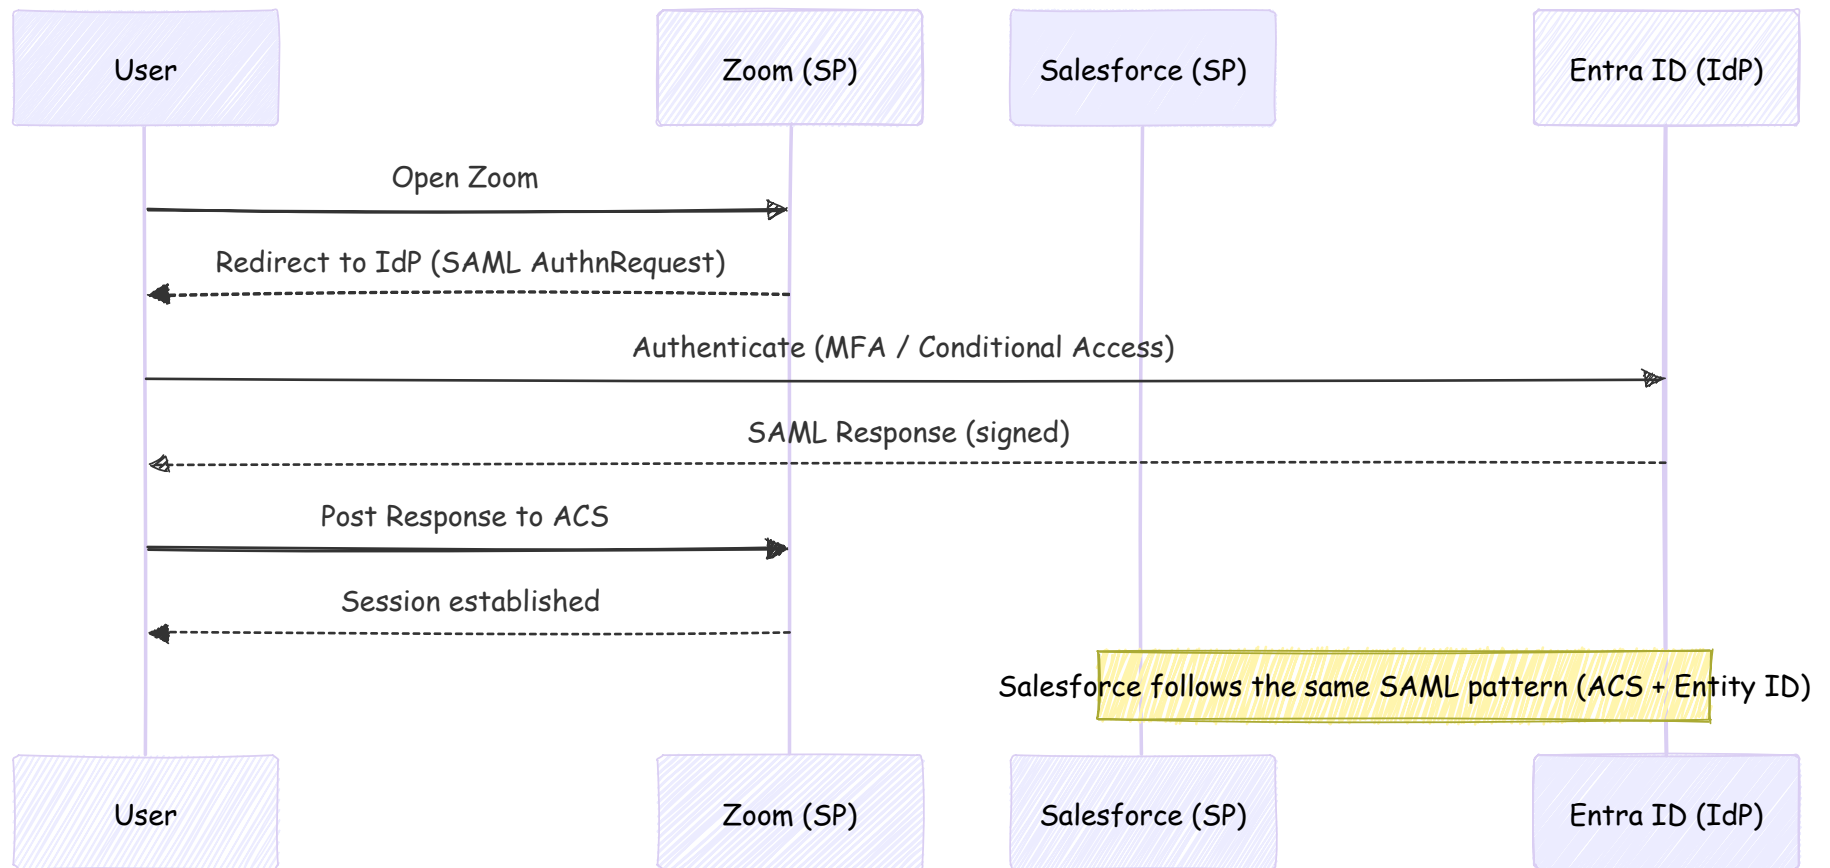 User
Zoom (SP)
Salesforce (SP)
Entra ID (IdP)
Open Zoom
Redirect to IdP (SAML AuthnRequest)
Authenticate (MFA / Conditional Access)
SAML Response (signed)
Post Response to ACS
Session established
Salesforce follows the same SAML pattern (ACS + Entity ID)
User
Zoom (SP)
Salesforce (SP)
Entra ID (IdP)